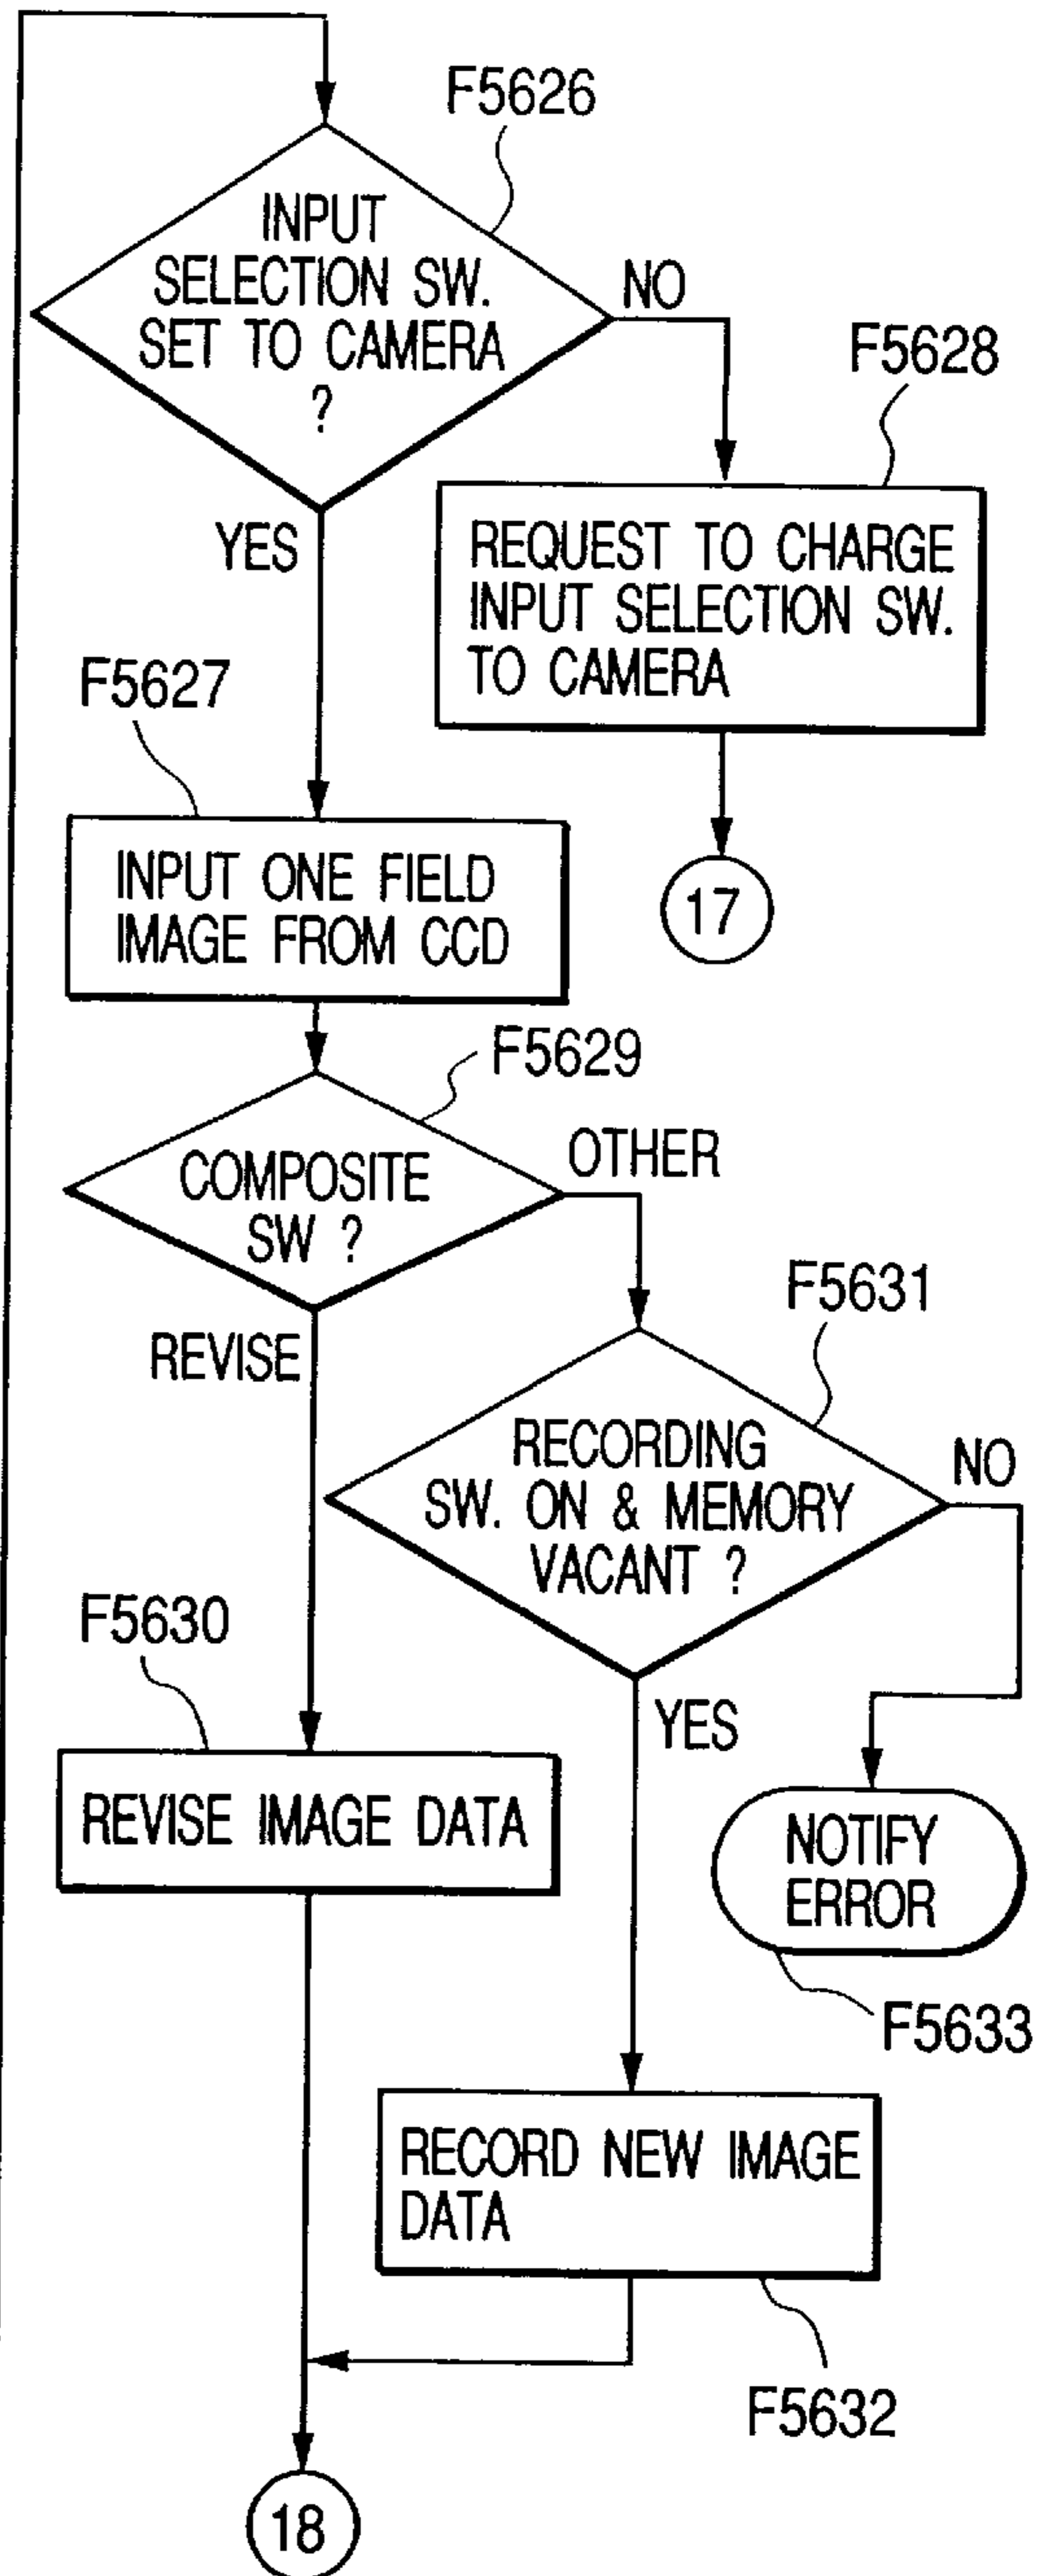 F5626
INPUT
SELECTION SW.
SET TO CAMERA
?
NO
F5628
YES
REQUEST TO CHARGE
INPUT SELECTION SW.
TO CAMERA
F5627
17
INPUT ONE FIELD
IMAGE FROM CCD
F5629
COMPOSITE
SW ?
OTHER
F5631
REVISE
RECORDING
SW. ON & MEMORY
VACANT ?
NO
F5630
YES
REVISE IMAGE DATA
NOTIFY
ERROR
F5633
RECORD NEW IMAGE
DATA
F5632
18